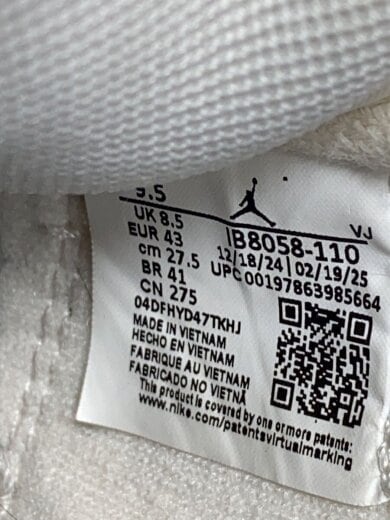 9.5
UK 8.5
EUR 43
cm 27.5
BR 41
CN 275
VJ
IB8058-110
12/18/24 | 02/19/25
UPC 00197863985664
04DFHYD47TKHJ
MADE IN VIETNAM
HECHO EN VIETNAM
FABRIQUE AU VIETNAM
FABRICADO NO VIETNÃ
This product is covered by one or more patents:
www.nike.com/patentsvirtualmarking